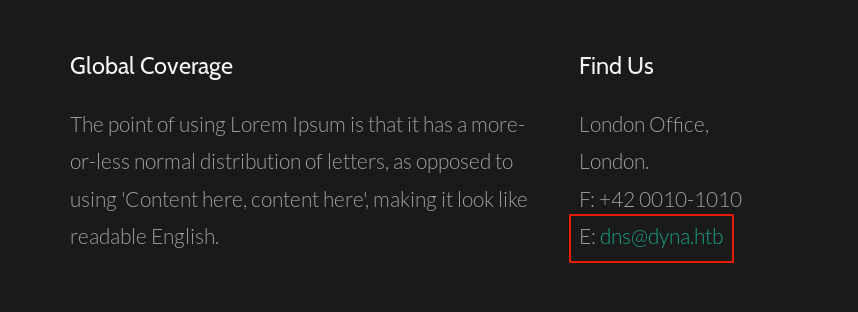 Global Coverage
The point of using Lorem Ipsum is that it has a more-
or-less normal distribution of letters, as opposed to
using 'Content here, content here', making it look like
readable English.
Find Us
London Office,
London.
F: +42 0010-1010
E: dns@dyna.htb